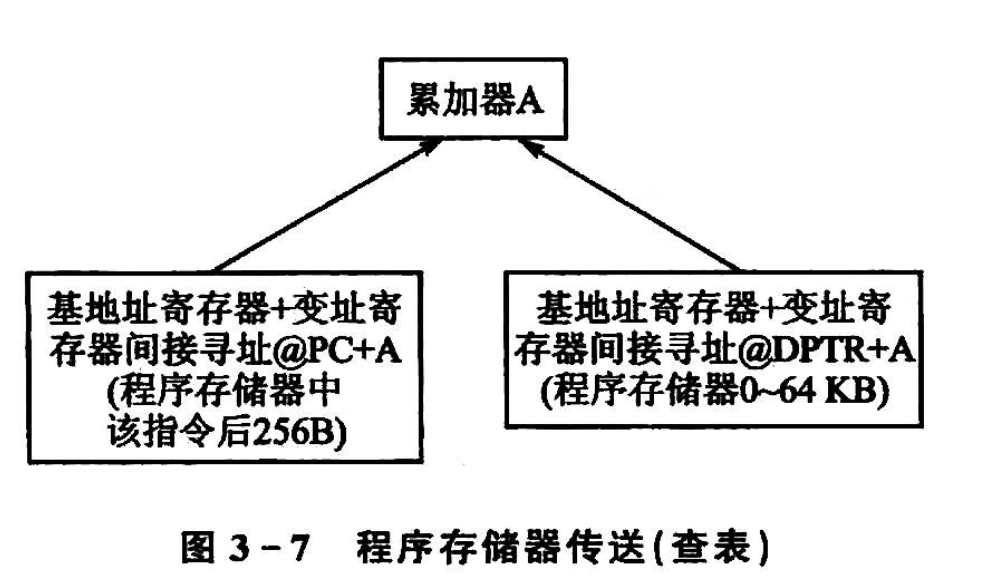 累加器A
基地址寄存器+变址寄
存器间接寻址@PC+A
(程序存储器中
该指令后256B)
基地址寄存器+变址寄
存器间接寻址@DPTR+A
(程序存储器0~64 KB)
图 3-7 程序存储器传送(查表)